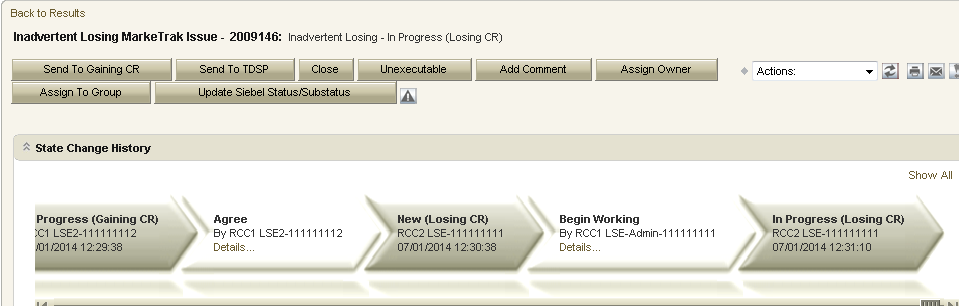 Back to Results
Inadvertent Losing MarkeTrak Issue - 2009146: Inadvertent Losing - In Progress (Losing CR)
Send To Gaining CR Send To TDSP Close Unexecutable Add Comment Assign Owner Actions:
Assign To Group Update Siebel Status/Substatus
State Change History
Show All
Progress (Gaining CR) Agree New (Losing CR) Begin Working In Progress (Losing CR)
CC1 LSE2-111111112 By RCC1 LSE2-111111112 RCC2 LSE-111111111 By RCC1 LSE-Admin-111111111 RCC2 LSE-111111111
/01/2014 12:29:38 Details... 07/01/2014 12:30:38 Details... 07/01/2014 12:31:10